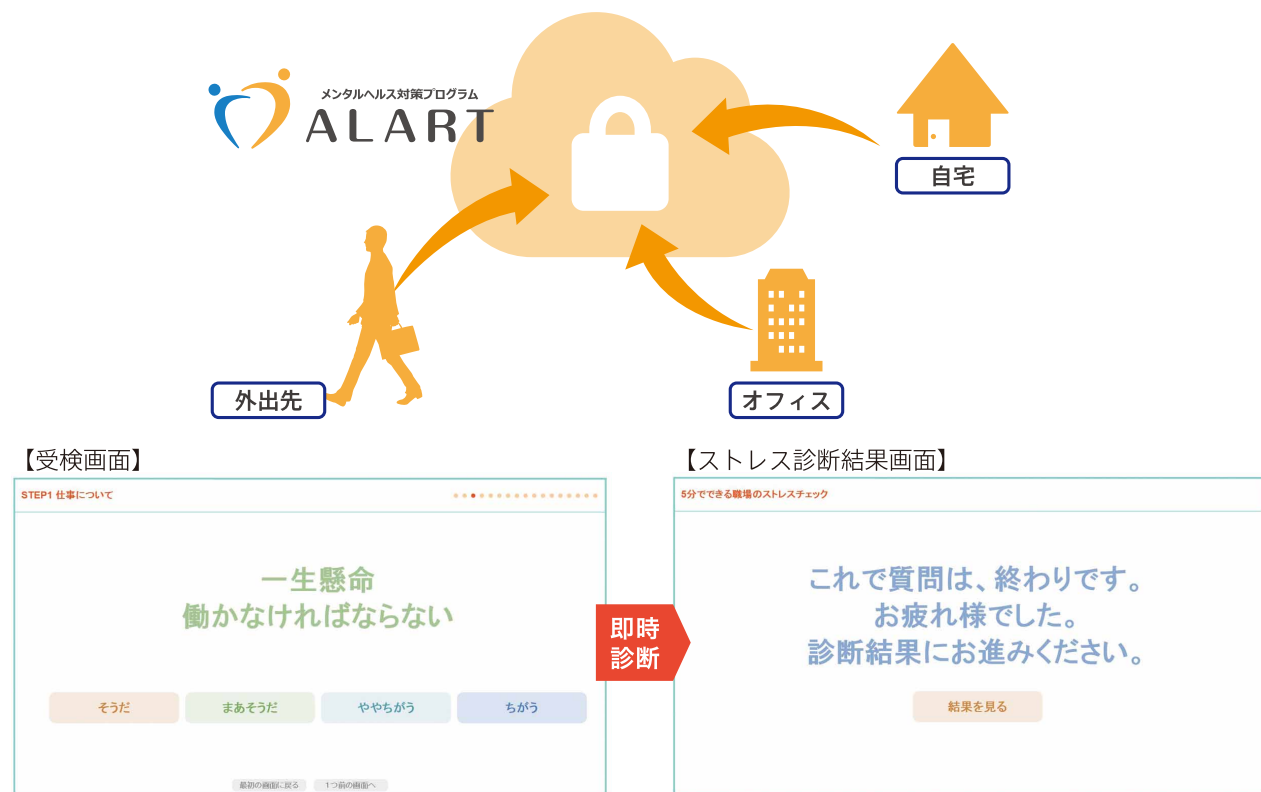 メンタルヘルス対策プログラム
ALART
自宅
外出先
オフィス
【受検画面】
STEP1 仕事について
一生懸命
働かなければならない
そうだ
まあそうだ
ややちがう
ちがう
最初の画面に戻る
1つ前の画面へ
即時
診断
【ストレス診断結果画面】
5分でできる職場のストレスチェック
これで質問は、終わりです。
お疲れ様でした。
診断結果にお進みください。
結果を見る